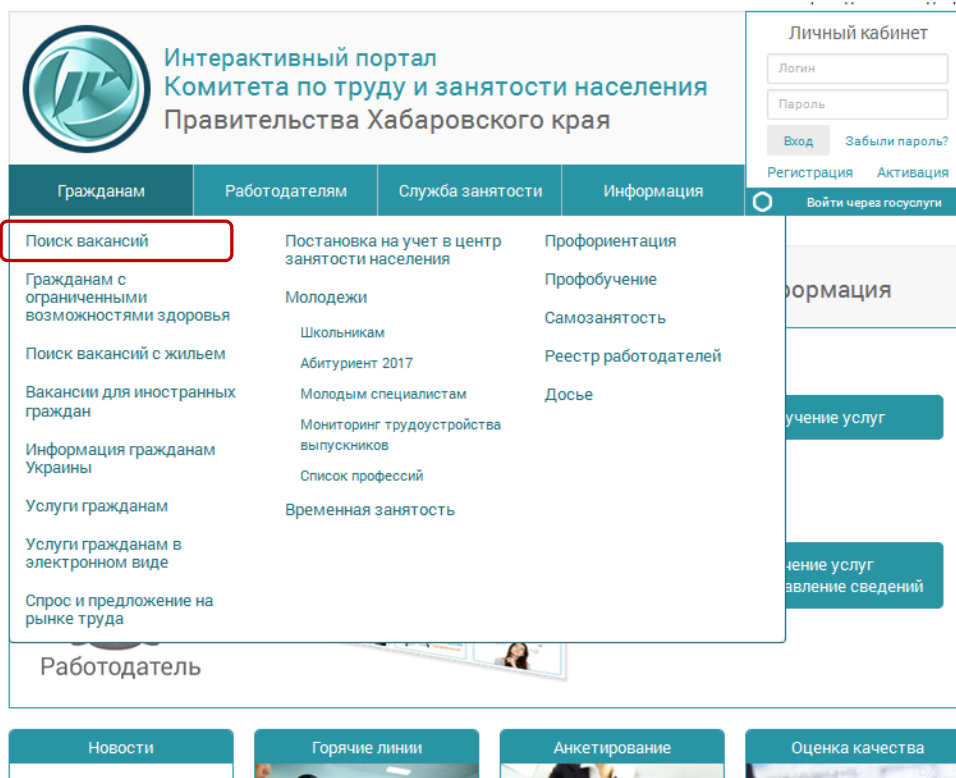 Интерактивный портал
Комитета по труду и занятости населения
Правительства Хабаровского края
Личный кабинет
Логин
Пароль
Вход Забыли пароль?
Регистрация Активация
Войти через госуслуги
Гражданам Работодателям Служба занятости Информация
Поиск вакансий
Гражданам с
ограниченными
возможностями здоровья
Поиск вакансий с жильем
Вакансии для иностранных
граждан
Информация гражданам
Украины
Услуги гражданам
Услуги гражданам в
электронном виде
Спрос и предложение на
рынке труда
Постановка на учет в центр
занятости населения
Молодежи
Школьникам
Абитуриент 2017
Молодым специалистам
Мониторинг трудоустройства
выпускников
Список профессий
Временная занятость
Профориентация
Профобучение
Самозанятость
Реестр работодателей
Досье
формация
учение услуг
чение услуг
авление сведений
Работодатель
Новости Горячие линии Анкетирование Оценка качества